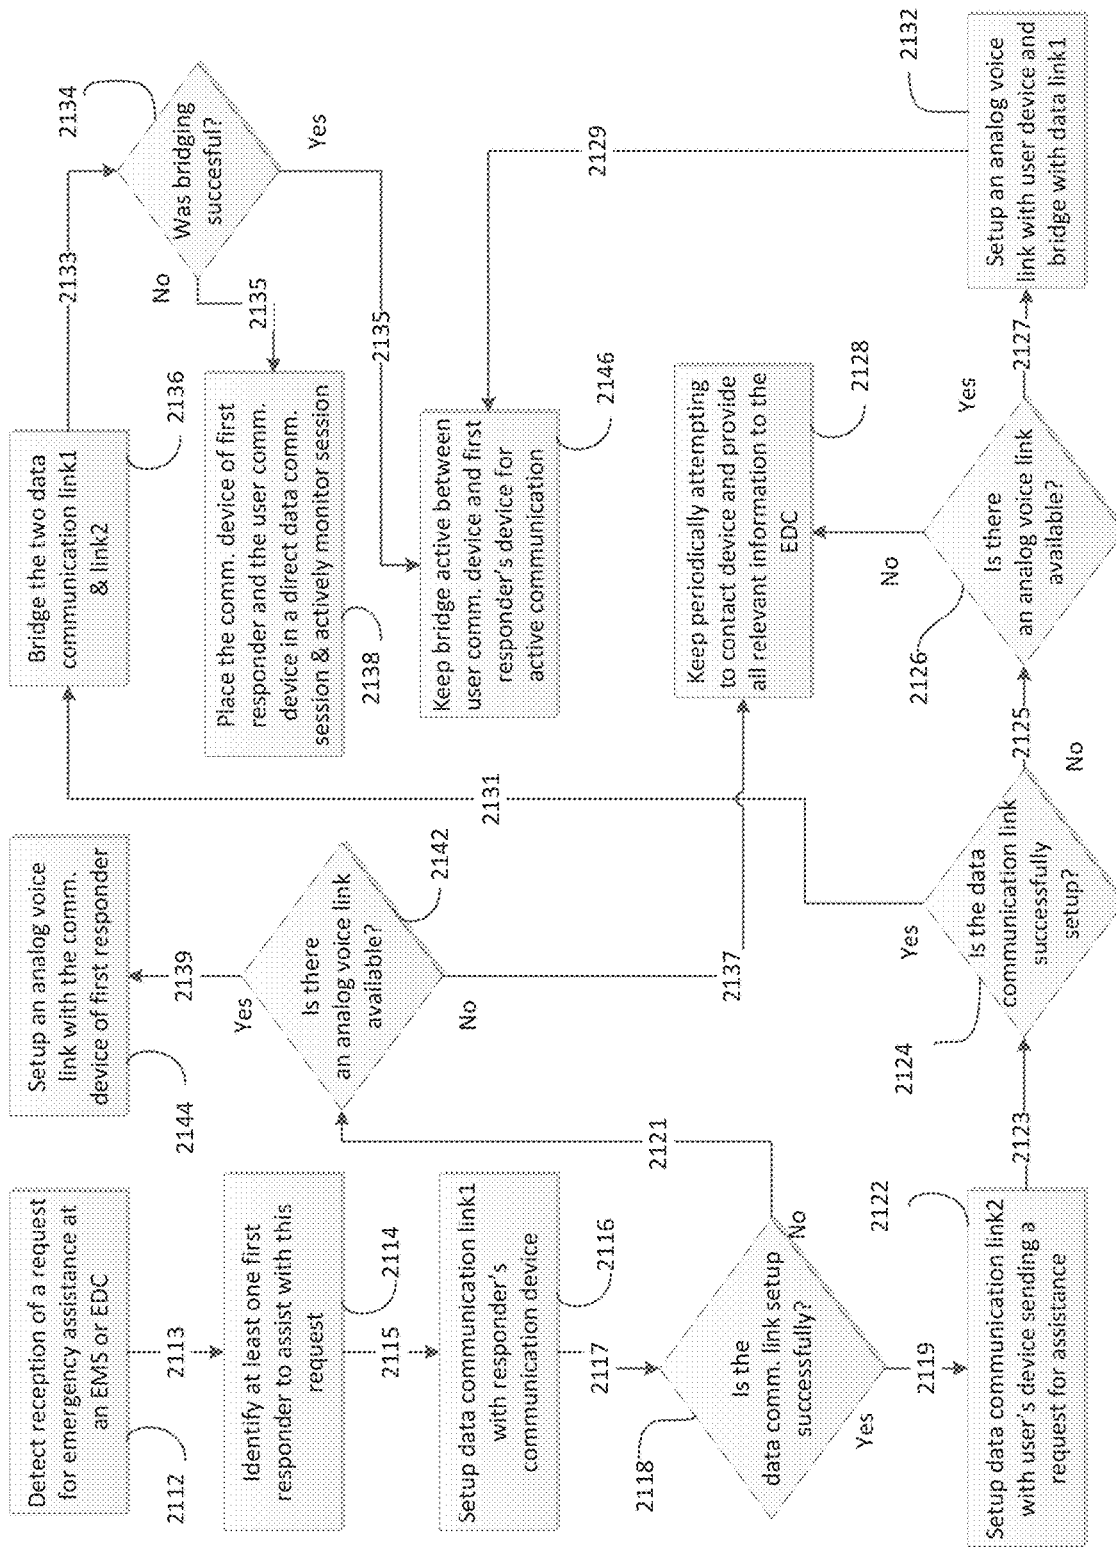 Detect reception of a request
for emergency assistance at
an EMS or EDC
2112
2113
Identify at least one first
responder to assist with this
request
2114
2115
Setup data communication link1
with responder's
communication device
2116
2117
Is the
data comm. link setup
successfully?
2118
Yes
No
2119
2121
Setup data communication link2
with user's device sending a
request for assistance
2122
2123
Setup an analog voice
link with the comm.
device of first responder
2144
2139
Yes
Is there
an analog voice link
available?
2142
No
2137
2131
Is the data
communication link
successfully
setup?
2124
Yes
No
2125
Bridge the two data
communication link1
& link2
2136
2133
Was bridging
succesful?
2134
No
Yes
2135
2135
Place the comm. device of first
responder and the user comm.
device in a direct data comm.
session & actively monitor session
2138
Keep bridge active between
user comm. device and first
responder's device for
active communication
2146
2129
Keep periodically attempting
to contact device and provide
all relevant information to the
EDC
2128
No
Is there
an analog voice link
available?
2126
Yes
2127
Setup an analog voice
link with user device and
bridge with data link1
2132